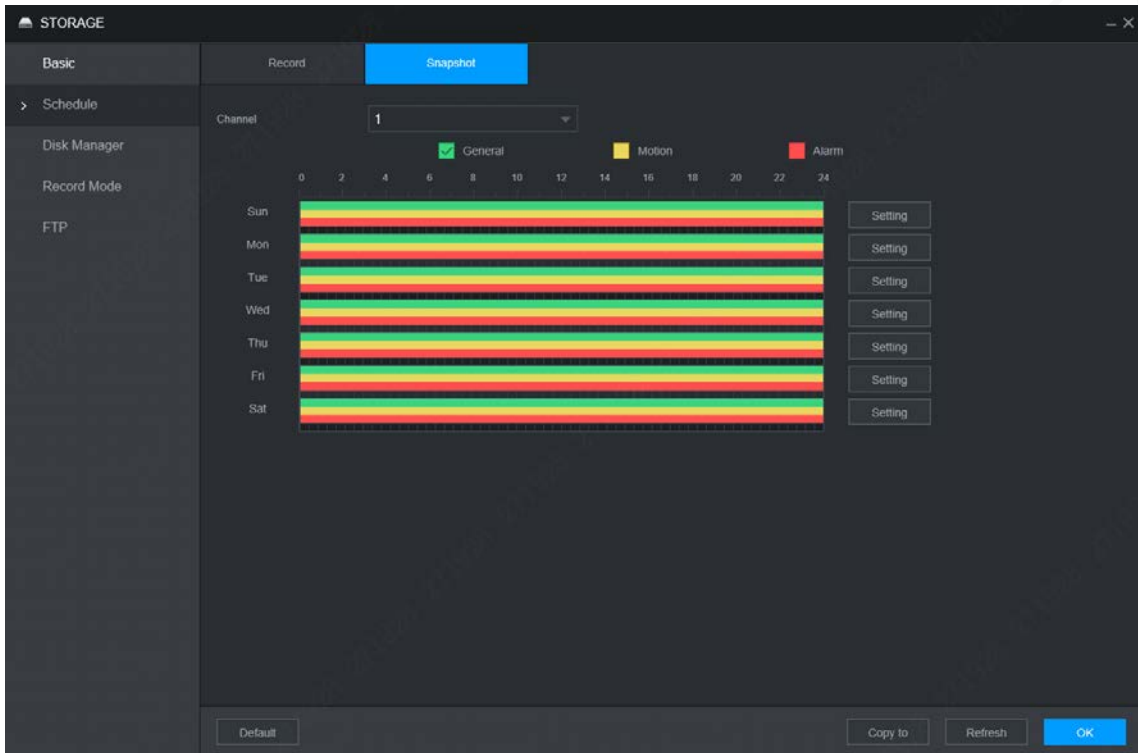 STORAGE
Basic
Record Snapshot
Schedule
Channel 1
Disk Manager
General Motion Alarm
Record Mode
0 2 4 6 8 10 12 14 16 18 20 22 24
FTP
Sun Setting
Mon Setting
Tue Setting
Wed Setting
Thu Setting
Fri Setting
Sat Setting
Default Copy to Refresh OK